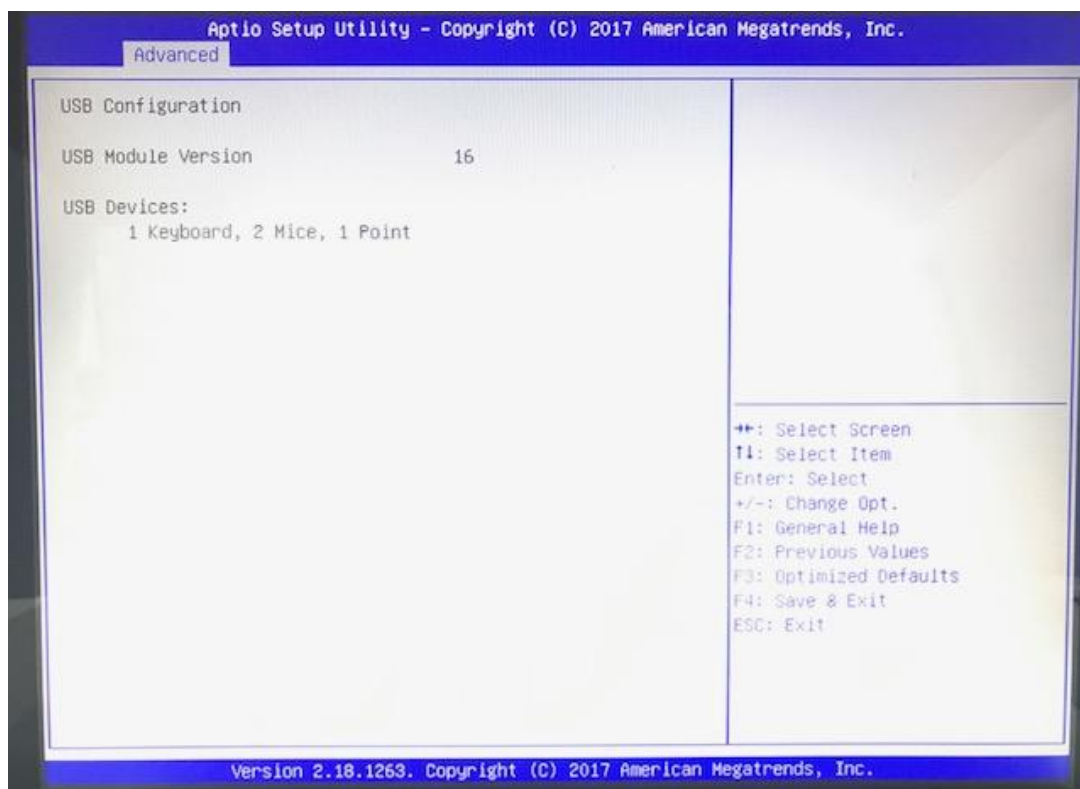 Aptio Setup Utility - Copyright (C) 2017 American Megatrends, Inc.
Advanced
USB Configuration
USB Module Version 16
USB Devices:
1 Keyboard, 2 Mice, 1 Point
→←: Select Screen
↑↓: Select Item
Enter: Select
+/-: Change Opt.
F1: General Help
F2: Previous Values
F3: Optimized Defaults
F4: Save & Exit
ESC: Exit
Version 2.18.1263. Copyright (C) 2017 American Megatrends, Inc.